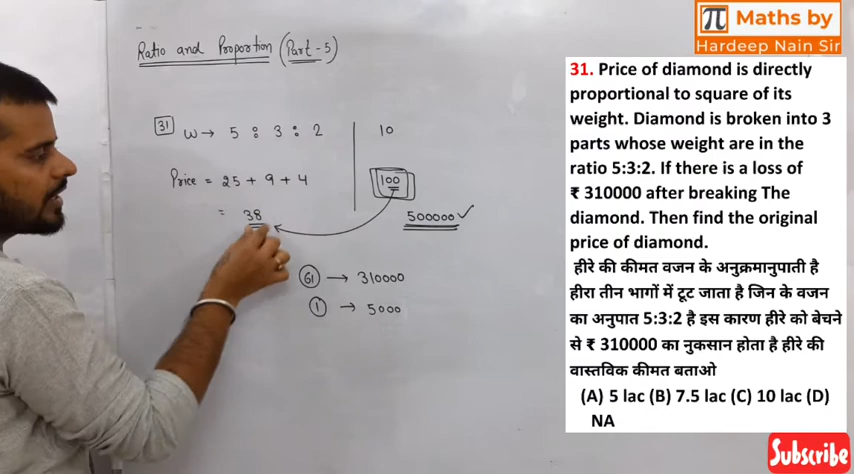 Maths by
Hardeep Nain Sir
Ratio and Proportion (Part-5)
31 W → 5 : 3 : 2 10
Price = 25 + 9 + 4 100
= 38 500000 ✓
61 → 310000
1 → 5000
31. Price of diamond is directly
proportional to square of its
weight. Diamond is broken into 3
parts whose weight are in the
ratio 5:3:2. If there is a loss of
₹ 310000 after breaking The
diamond. Then find the original
price of diamond.
हीरे की कीमत वजन के अनुक्रमानुपाती है
हीरा तीन भागों में टूट जाता है जिन के वजन
का अनुपात 5:3:2 है इस कारण हीरे को बेचने
से ₹ 310000 का नुकसान होता है हीरे की
वास्तविक कीमत बताओ
(A) 5 lac (B) 7.5 lac (C) 10 lac (D)
NA
Subscribe